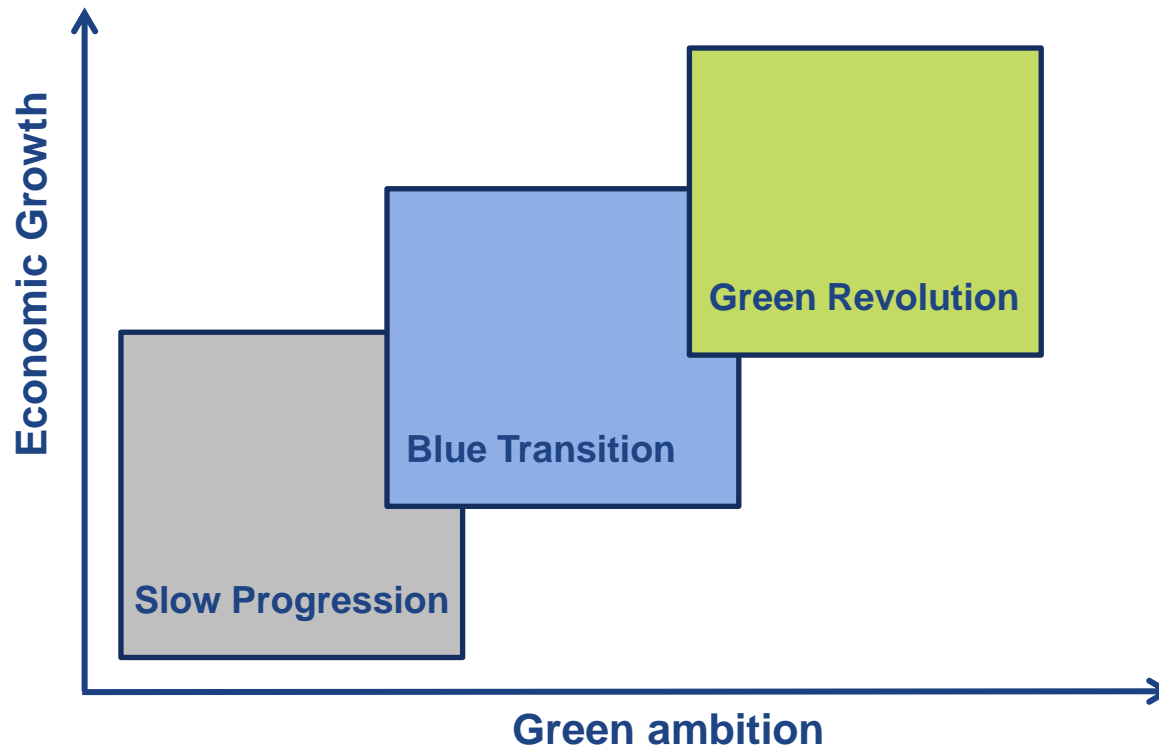 Economic Growth
Green Revolution
Blue Transition
Slow Progression
Green ambition